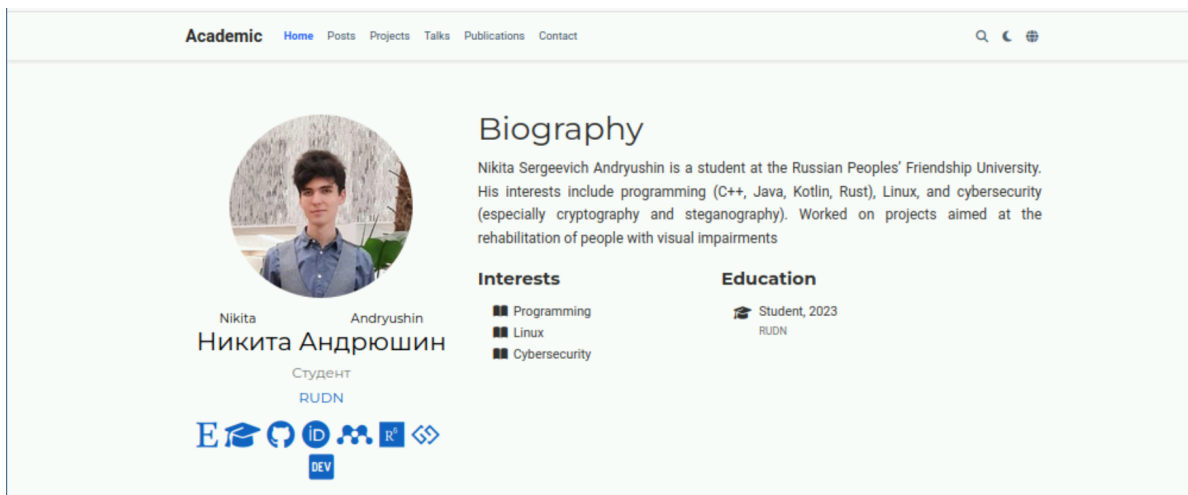 Academic Home Posts Projects Talks Publications Contact
Biography
Nikita Sergeevich Andryushin is a student at the Russian Peoples' Friendship University.
His interests include programming (C++, Java, Kotlin, Rust), Linux, and cybersecurity
(especially cryptography and steganography). Worked on projects aimed at the
rehabilitation of people with visual impairments
Interests
Programming
Linux
Cybersecurity
Education
Student, 2023
RUDN
Nikita Andryushin
Никита Андрюшин
Студент
RUDN
E iD R⁶
DEV